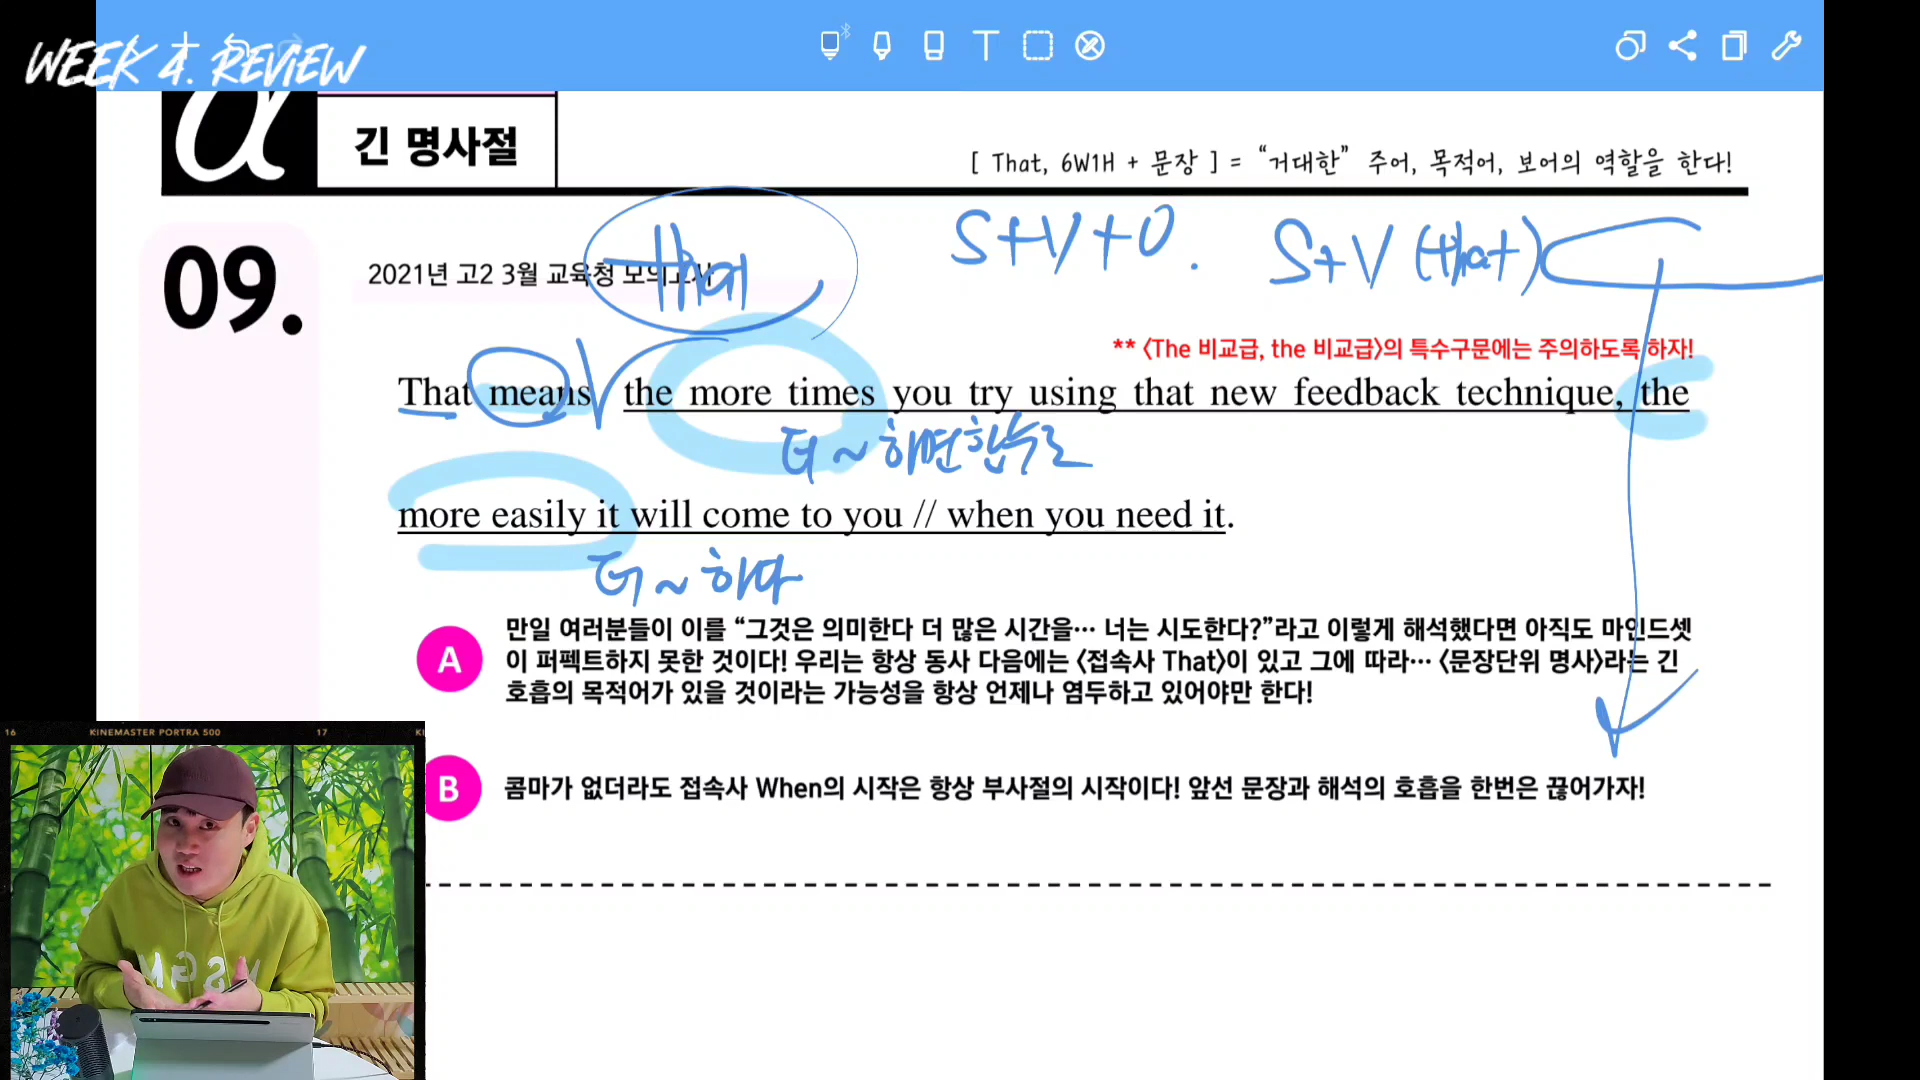 WEEK 4. REVIEW
α
긴 명사절
[ That, 6W1H + 문장 ] = “거대한” 주어, 목적어, 보어의 역할을 한다!
S+V+O.
S+V (that)
that
09.
2021년 고2 3월 교육청 모의고사
** <The 비교급, the 비교급>의 특수구문에는 주의하도록 하자!
That means the more times you try using that new feedback technique, the
더 ~ 하면 할수록
more easily it will come to you // when you need it.
더 ~ 하다
A
만일 여러분들이 이를 “그것은 의미한다 더 많은 시간을… 너는 시도한다?”라고 이렇게 해석했다면 아직도 마인드셋
이 퍼펙트하지 못한 것이다! 우리는 항상 동사 다음에는 <접속사 That>이 있고 그에 따라… <문장단위 명사>라는 긴
호흡의 목적어가 있을 것이라는 가능성을 항상 언제나 염두하고 있어야만 한다!
B
콤마가 없더라도 접속사 When의 시작은 항상 부사절의 시작이다! 앞선 문장과 해석의 호흡을 한번은 끊어가자!
16 KINEMASTER PORTRA 500 17 KI